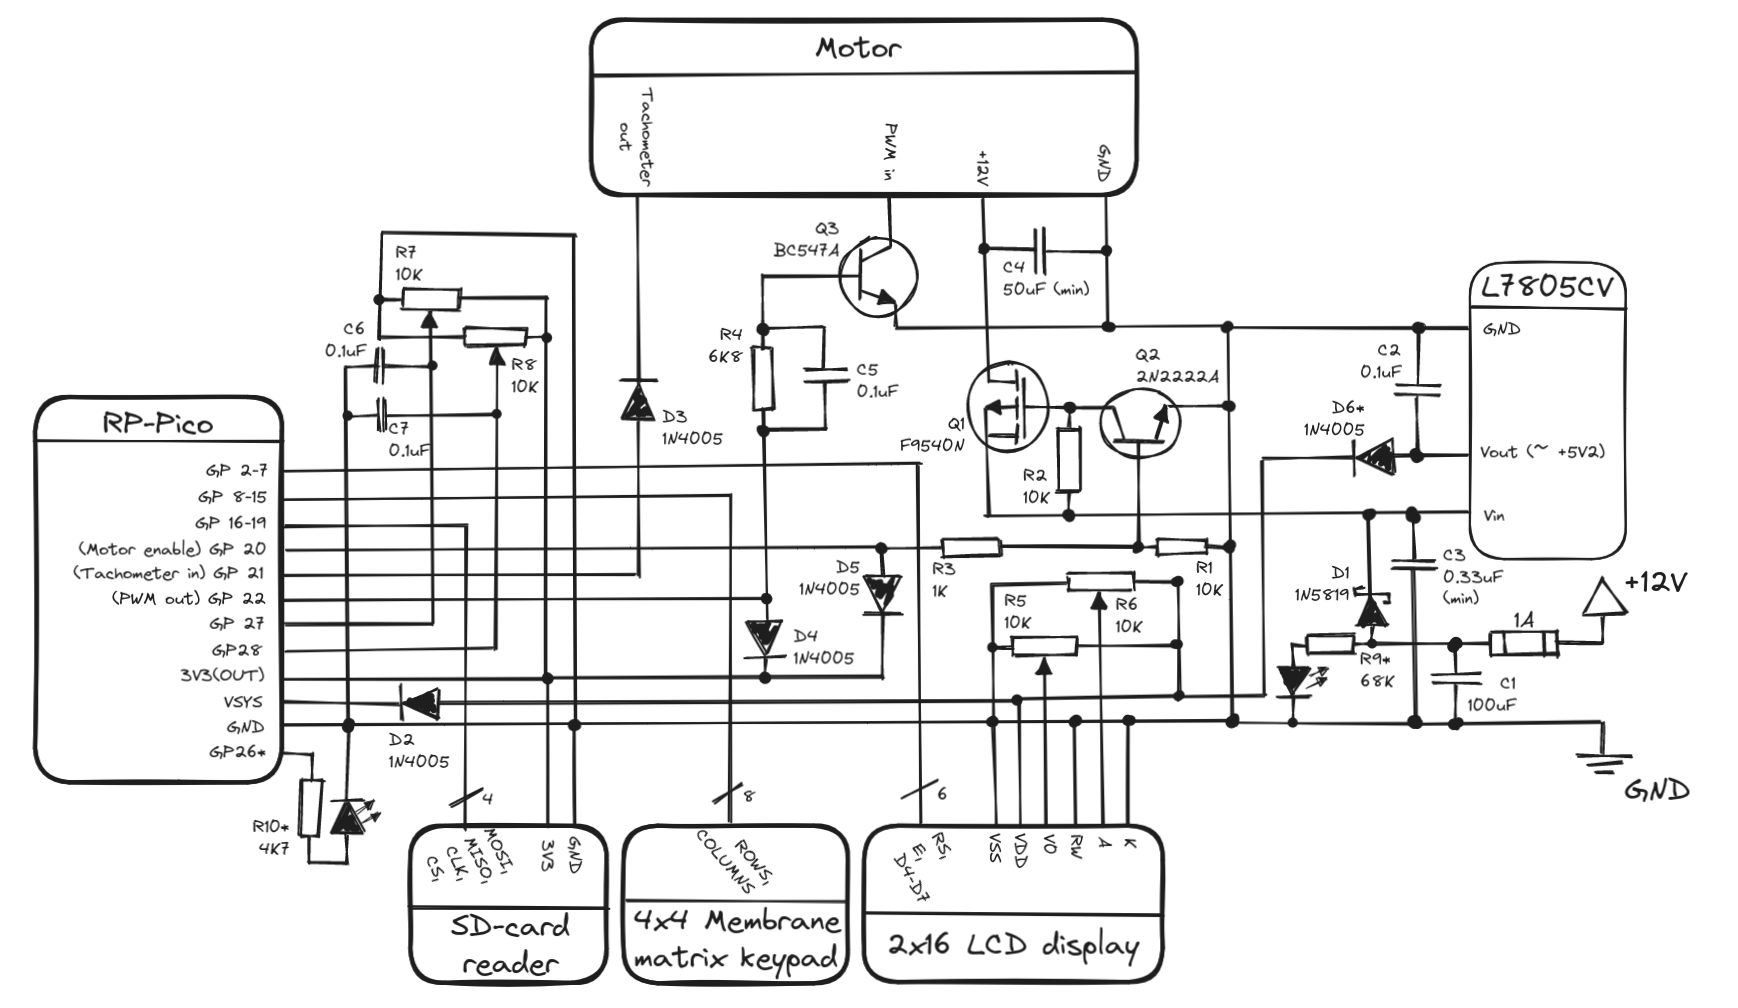 Motor
Tachometer
out
PWM in
+12V
GND
Q3
BC547A
R7
10K
C4
50uF (min)
L7805CV
GND
Vout (~ +5V2)
Vin
C6
0.1uF
R8
10K
C7
0.1uF
R4
6K8
C5
0.1uF
D3
1N4005
Q1
F9540N
Q2
2N2222A
R2
10K
C2
0.1uF
D6*
1N4005
RP-Pico
GP 2-7
GP 8-15
GP 16-19
(Motor enable) GP 20
(Tachometer in) GP 21
(PWM out) GP 22
GP 27
GP28
3V3(OUT)
VSYS
GND
GP26*
D5
1N4005
R3
1K
R1
10K
D4
1N4005
R5
10K
R6
10K
D1
1N5819
C3
0.33uF
(min)
+12V
1A
R9*
68K
C1
100uF
GND
D2
1N4005
R10*
4K7
4
8
6
CS,
CLK,
MISO,
MOSI,
3V3
GND
SD-card
reader
COLUMNS
ROWS,
4x4 Membrane
matrix keypad
D4-D7
E,
RS,
VSS
VDD
VO
RW
A
K
2x16 LCD display